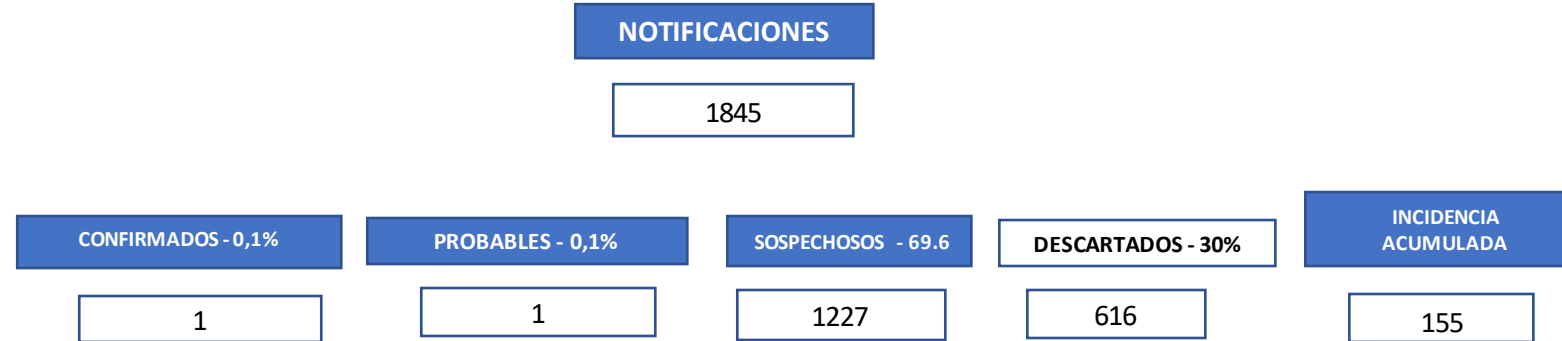 NOTIFICACIONES
1845
CONFIRMADOS - 0,1%
PROBABLES - 0,1%
SOSPECHOSOS - 69.6
DESCARTADOS - 30%
INCIDENCIA
ACUMULADA
1
1
1227
616
155